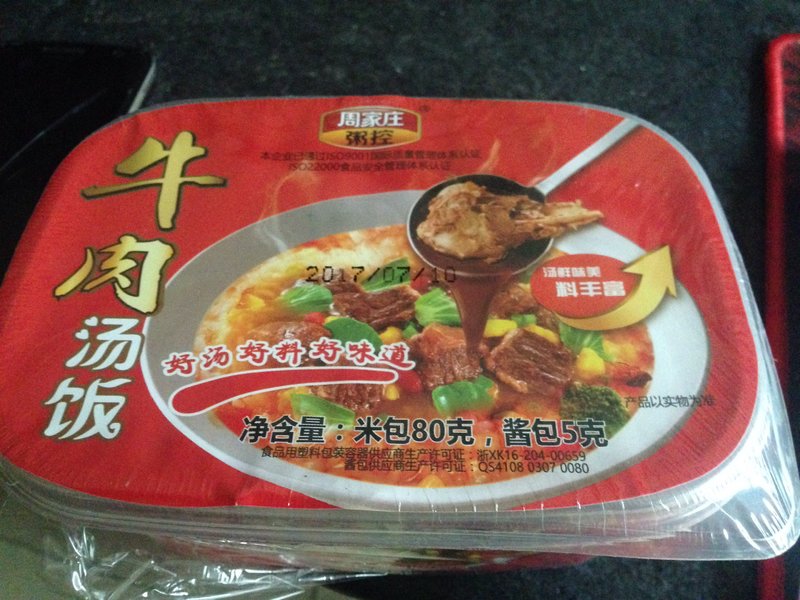 周家庄
粥控
本企业已通过ISO9001国际质量管理体系认证
ISO22000食品安全管理体系认证
牛肉
汤饭
2017/07/10
汤鲜味美
料丰富
好汤好料好味道
产品以实物为准
净含量：米包80克，酱包5克
食品用塑料包装容器供应商生产许可证：浙XK16-204-00659
酱包供应商生产许可证：QS4108 0307 0080